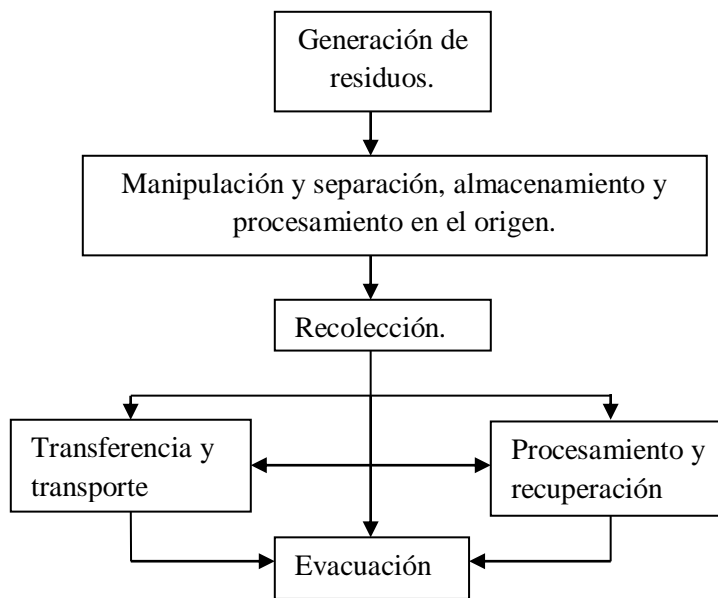 Generación de
residuos.
Manipulación y separación, almacenamiento y
procesamiento en el origen.
Recolección.
Transferencia y
transporte
Procesamiento y
recuperación
Evacuación